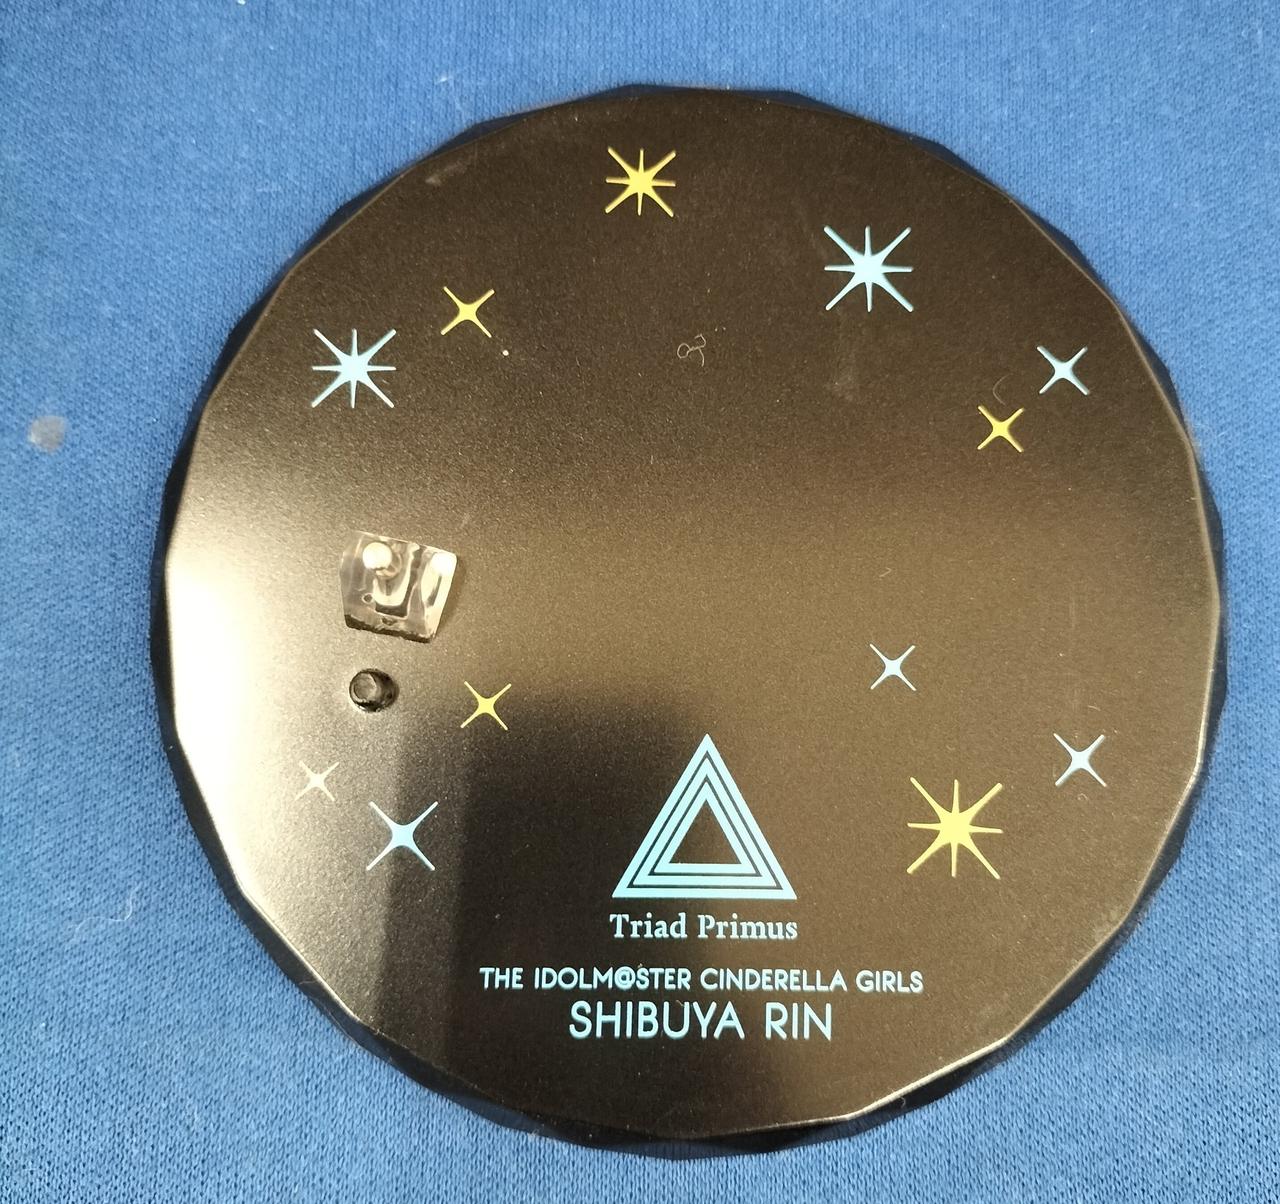 Triad Primus
THE IDOLM@STER CINDERELLA GIRLS
SHIBUYA RIN